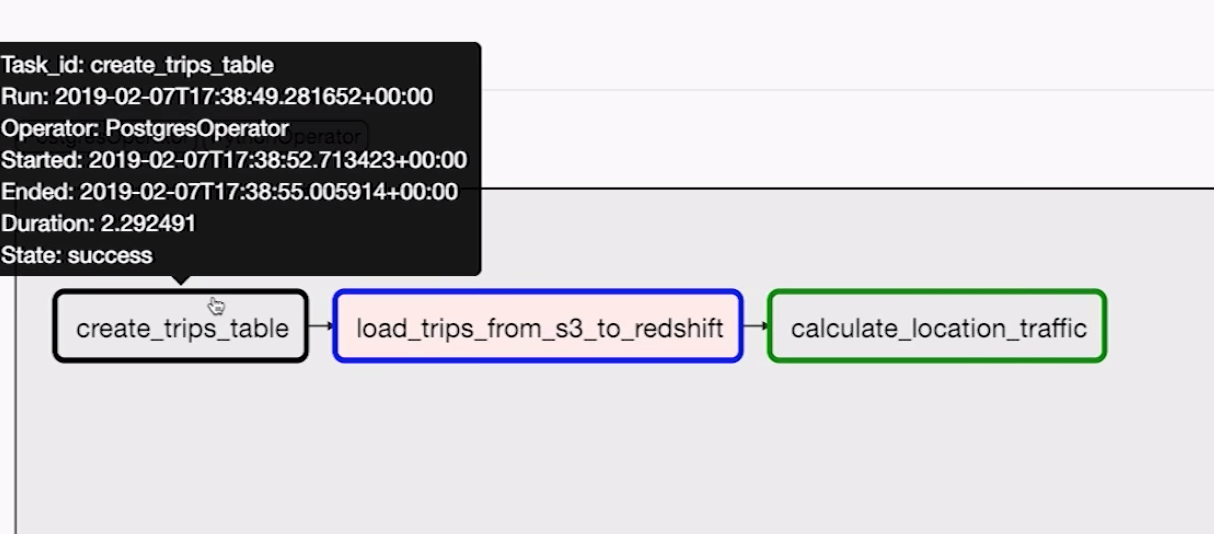 Task_id: create_trips_table
Run: 2019-02-07T17:38:49.281652+00:00
Operator: PostgresOperator
Started: 2019-02-07T17:38:52.713423+00:00
Ended: 2019-02-07T17:38:55.005914+00:00
Duration: 2.292491
State: success
create_trips_table
load_trips_from_s3_to_redshift
calculate_location_traffic